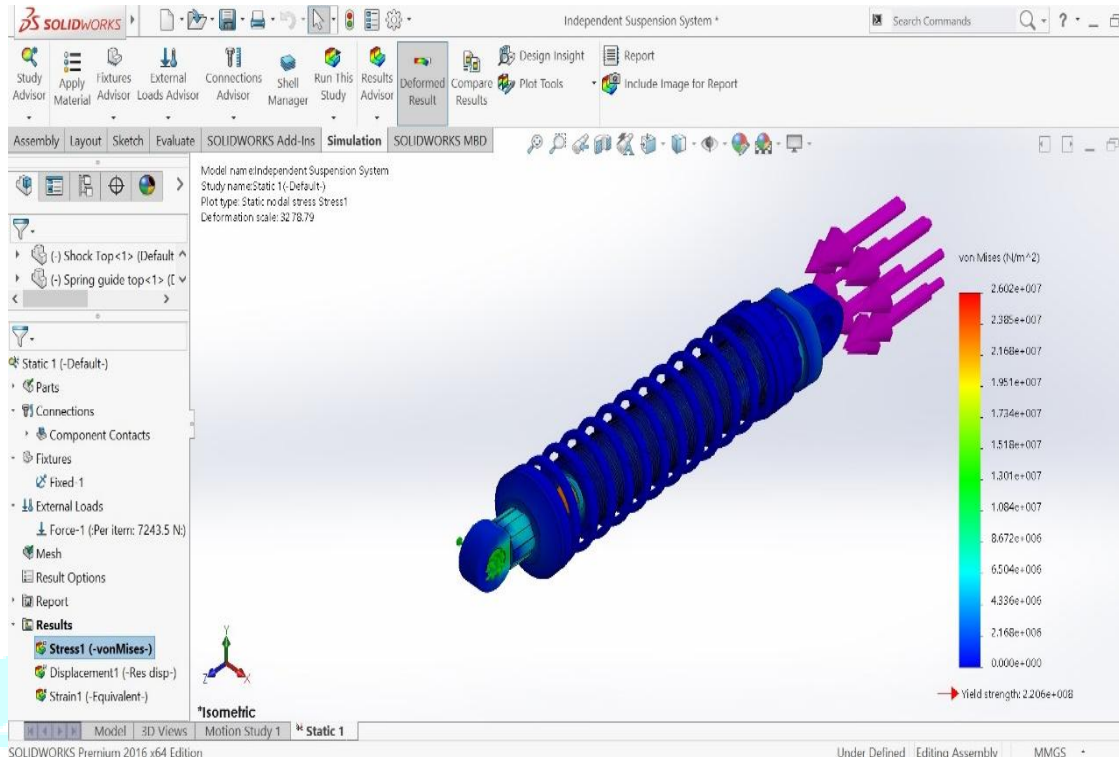 SOLIDWORKS
Independent Suspension System *
Search Commands
Study Advisor
Apply Material
Fixtures Advisor
External Loads Advisor
Connections Advisor
Shell Manager
Run This Study
Results Advisor
Deformed Result
Compare Results
Design Insight
Plot Tools
Report
Include Image for Report
Assembly Layout Sketch Evaluate SOLIDWORKS Add-Ins Simulation SOLIDWORKS MBD
Model name:Independent Suspension System
Study name:Static 1(-Default-)
Plot type: Static nodal stress Stress1
Deformation scale: 3278.79
(-) Shock Top<1> (Default
(-) Spring guide top<1> ([
Static 1 (-Default-)
Parts
Connections
Component Contacts
Fixtures
Fixed-1
External Loads
Force-1 (:Per item: 7243.5 N:)
Mesh
Result Options
Report
Results
Stress1 (-vonMises-)
Displacement1 (-Res disp-)
Strain1 (-Equivalent-)
von Mises (N/m^2)
2.602e+007
2.385e+007
2.168e+007
1.951e+007
1.734e+007
1.518e+007
1.301e+007
1.084e+007
8.672e+006
6.504e+006
4.336e+006
2.168e+006
0.000e+000
Yield strength: 2.206e+008
Y
Z
X
*Isometric
Model 3D Views Motion Study 1 Static 1
SOLIDWORKS Premium 2016 x64 Edition
Under Defined Editing Assembly MMGS